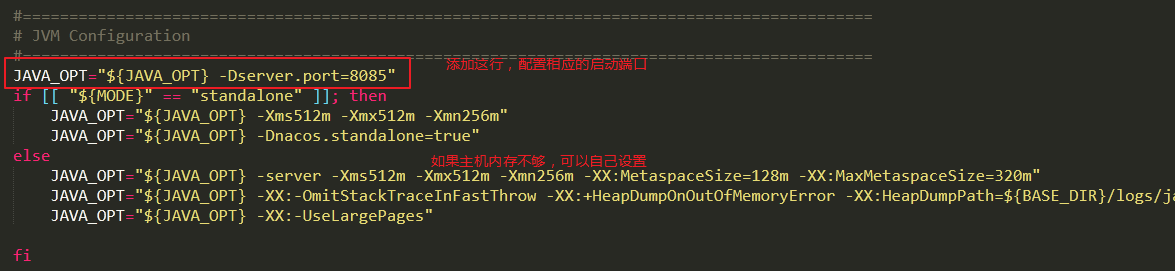 #===============================================================================================
# JVM Configuration
#===============================================================================================
添加这行，配置相应的启动端口
JAVA_OPT="${JAVA_OPT} -Dserver.port=8085"
if [[ "${MODE}" == "standalone" ]]; then
JAVA_OPT="${JAVA_OPT} -Xms512m -Xmx512m -Xmn256m"
JAVA_OPT="${JAVA_OPT} -Dnacos.standalone=true"
else
如果主机内存不够，可以自己设置
JAVA_OPT="${JAVA_OPT} -server -Xms512m -Xmx512m -Xmn256m -XX:MetaspaceSize=128m -XX:MaxMetaspaceSize=320m"
JAVA_OPT="${JAVA_OPT} -XX:-OmitStackTraceInFastThrow -XX:+HeapDumpOnOutOfMemoryError -XX:HeapDumpPath=${BASE_DIR}/logs/ja
JAVA_OPT="${JAVA_OPT} -XX:-UseLargePages"
fi